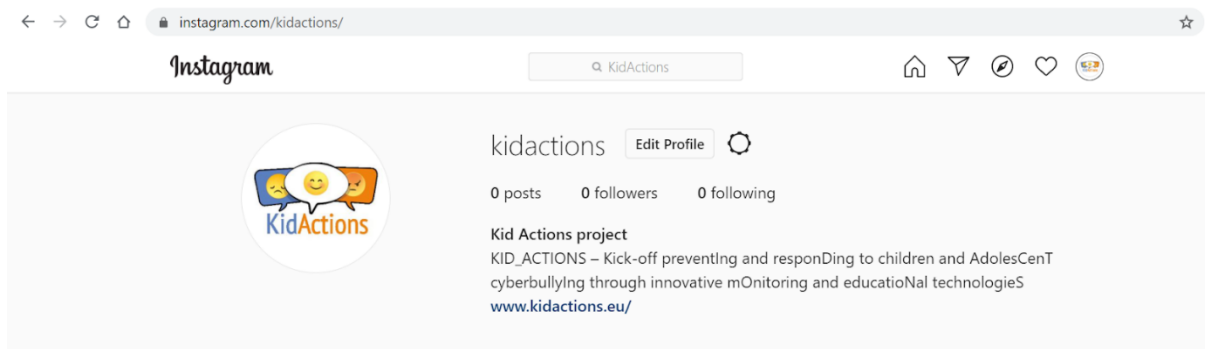 instagram.com/kidactions/
Instagram
KidActions
KidActions
kidactions Edit Profile
0 posts 0 followers 0 following
Kid Actions project
KID_ACTIONS – Kick-off preventIng and responDing to children and AdolesCenT
cyberbullyIng through innovative mOnitoring and educatioNal technologieS
www.kidactions.eu/